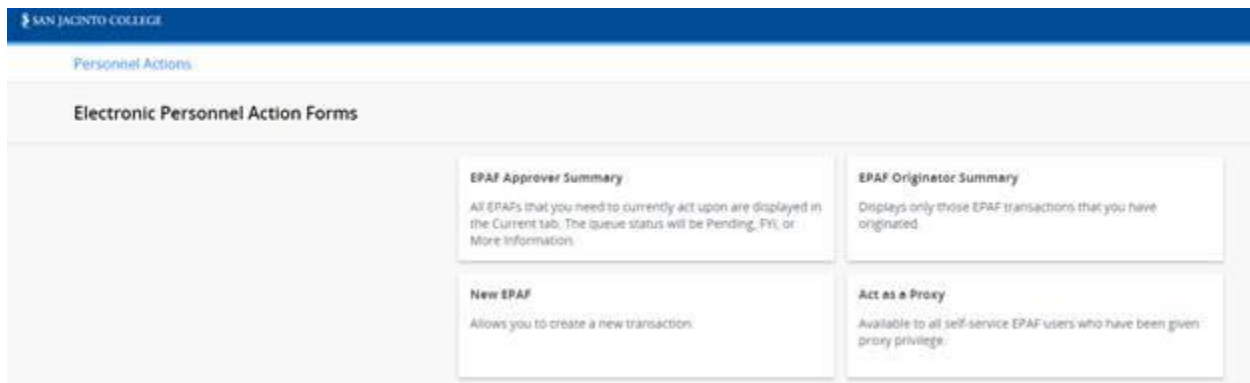 SAN JACINTO COLLEGE
Personnel Actions
Electronic Personnel Action Forms
EPAF Approver Summary
All EPAFs that you need to currently act upon are displayed in
the Current tab. The queue status will be Pending, FYI, or
More Information.
EPAF Originator Summary
Displays only those EPAF transactions that you have
originated.
New EPAF
Allows you to create a new transaction.
Act as a Proxy
Available to all self-service EPAF users who have been given
proxy privilege.